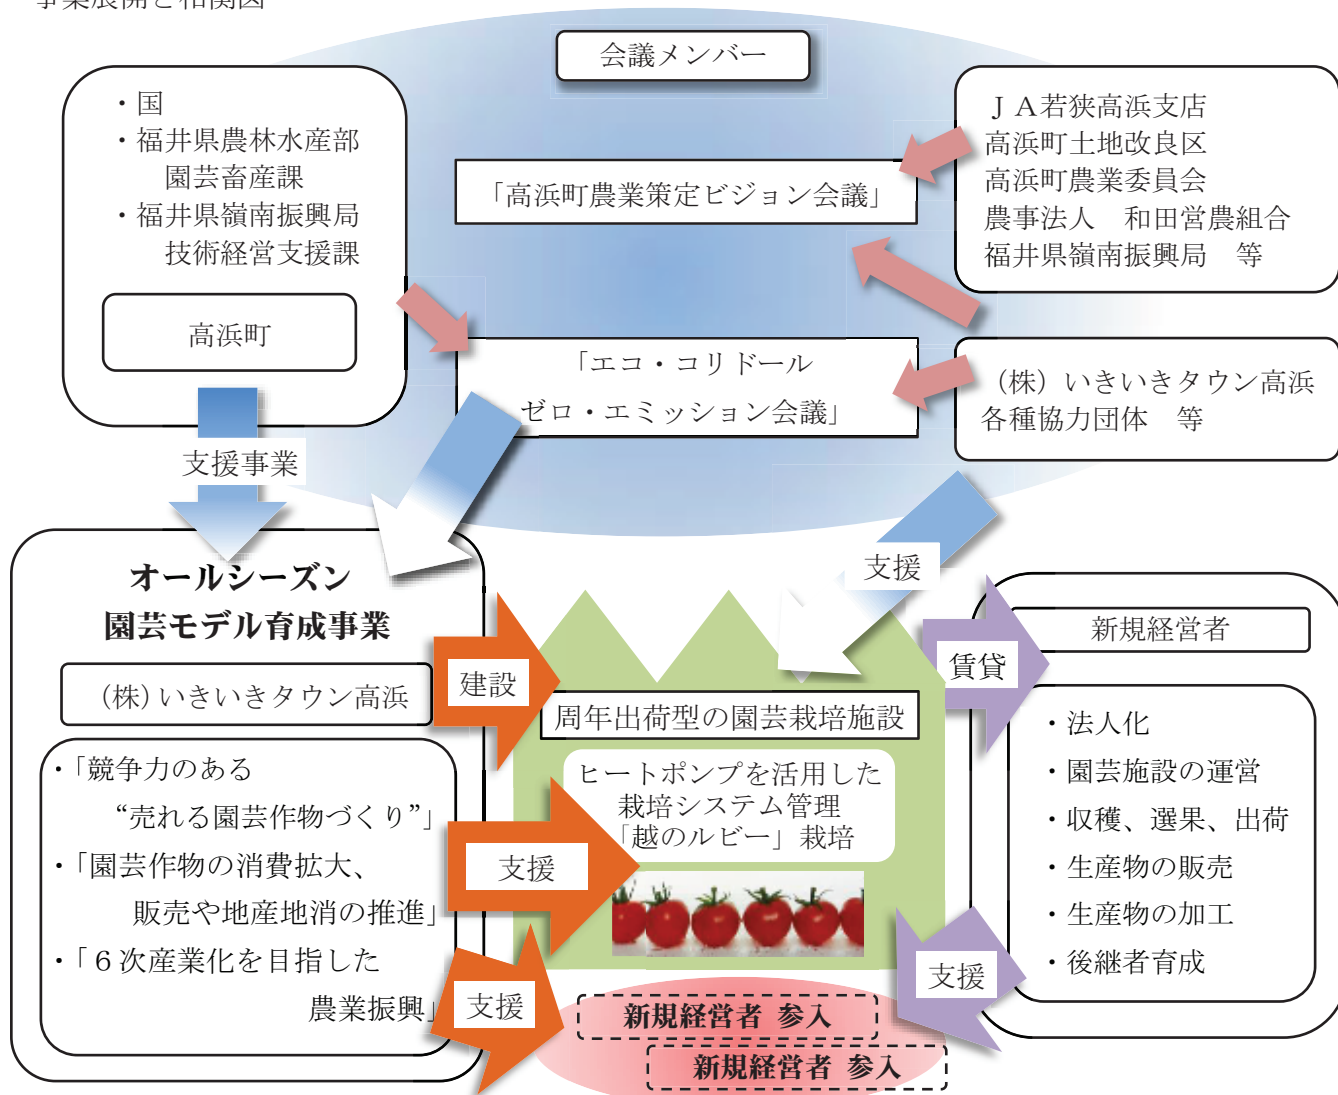 事業展開と相関図
会議メンバー
・国
・福井県農林水産部
園芸畜産課
・福井県嶺南振興局
技術経営支援課
高浜町
「高浜町農業策定ビジョン会議」
ＪＡ若狭高浜支店
高浜町土地改良区
高浜町農業委員会
農事法人　和田営農組合
福井県嶺南振興局　等
「エコ・コリドール
ゼロ・エミッション会議」
（株）いきいきタウン高浜
各種協力団体　等
支援事業
支援
オールシーズン
園芸モデル育成事業
（株）いきいきタウン高浜
・「競争力のある
“売れる園芸作物づくり”」
・「園芸作物の消費拡大、
販売や地産地消の推進」
・「６次産業化を目指した
農業振興」
建設
支援
支援
周年出荷型の園芸栽培施設
ヒートポンプを活用した
栽培システム管理
「越のルビー」栽培
賃貸
支援
新規経営者
・法人化
・園芸施設の運営
・収穫、選果、出荷
・生産物の販売
・生産物の加工
・後継者育成
新規経営者 参入
新規経営者 参入